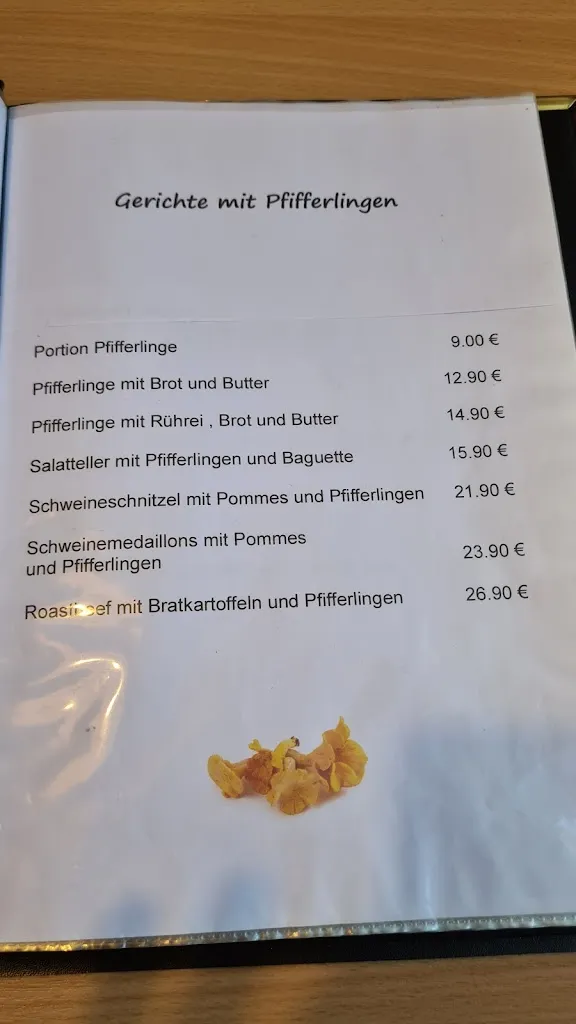 Gerichte mit Pfifferlingen
Portion Pfifferlinge 9.00 €
Pfifferlinge mit Brot und Butter 12.90 €
Pfifferlinge mit Rührei , Brot und Butter 14.90 €
Salatteller mit Pfifferlingen und Baguette 15.90 €
Schweineschnitzel mit Pommes und Pfifferlingen 21.90 €
Schweinemedaillons mit Pommes
und Pfifferlingen 23.90 €
Roastbeef mit Bratkartoffeln und Pfifferlingen 26.90 €